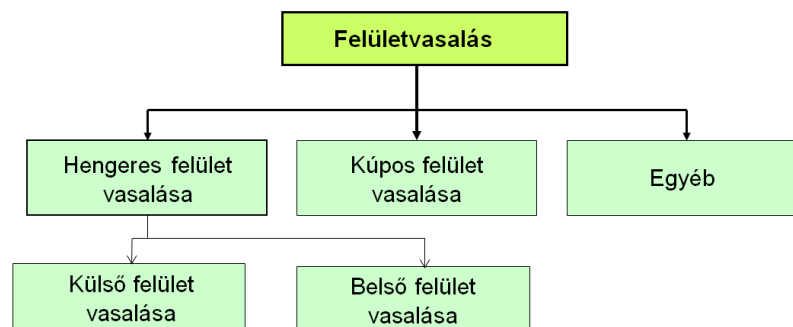 Felületvasalás
Hengeres felület
vasalása
Kúpos felület
vasalása
Egyéb
Külső felület
vasalása
Belső felület
vasalása